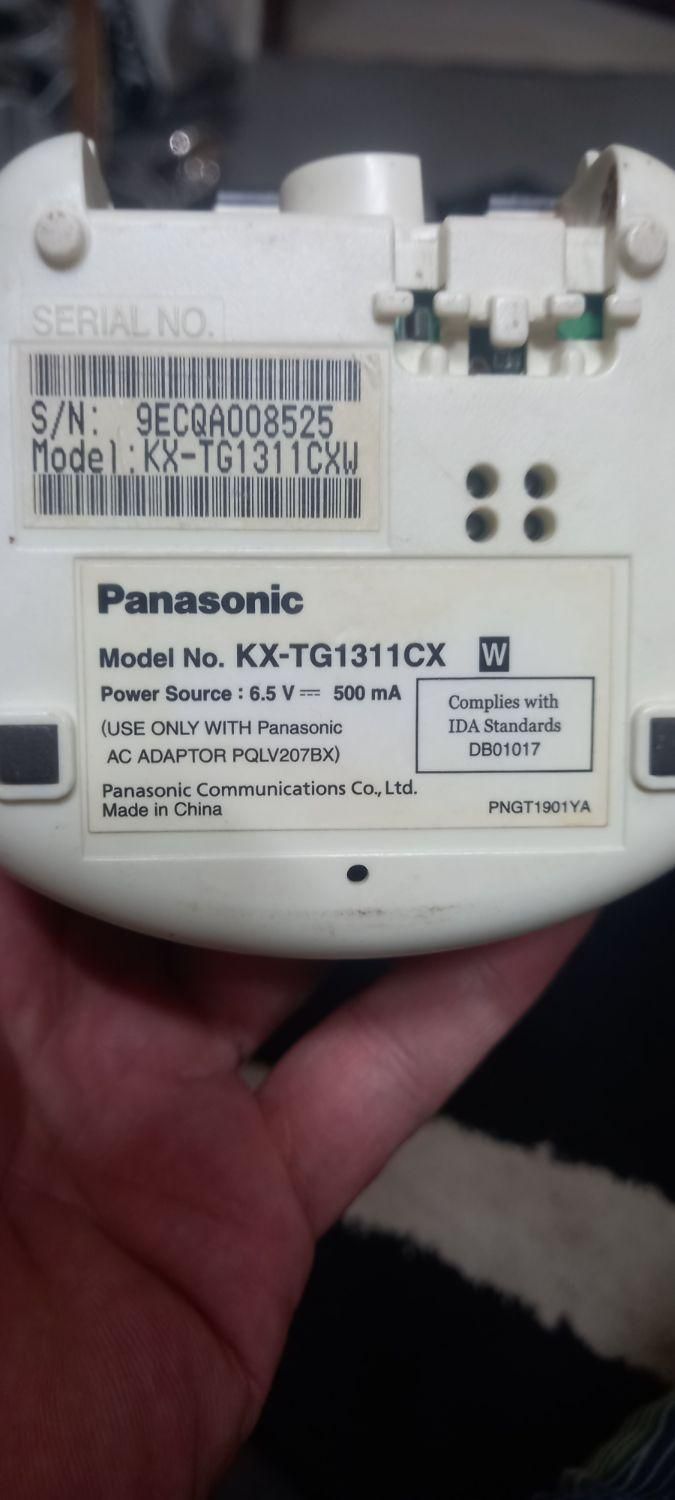 SERIAL NO.
S/N: 9ECQA008525
Model:KX-TG1311CXW
Panasonic
Model No. KX-TG1311CX W
Power Source : 6.5 V ⎓ 500 mA
(USE ONLY WITH Panasonic
AC ADAPTOR PQLV207BX)
Complies with
IDA Standards
DB01017
Panasonic Communications Co., Ltd.
Made in China
PNGT1901YA